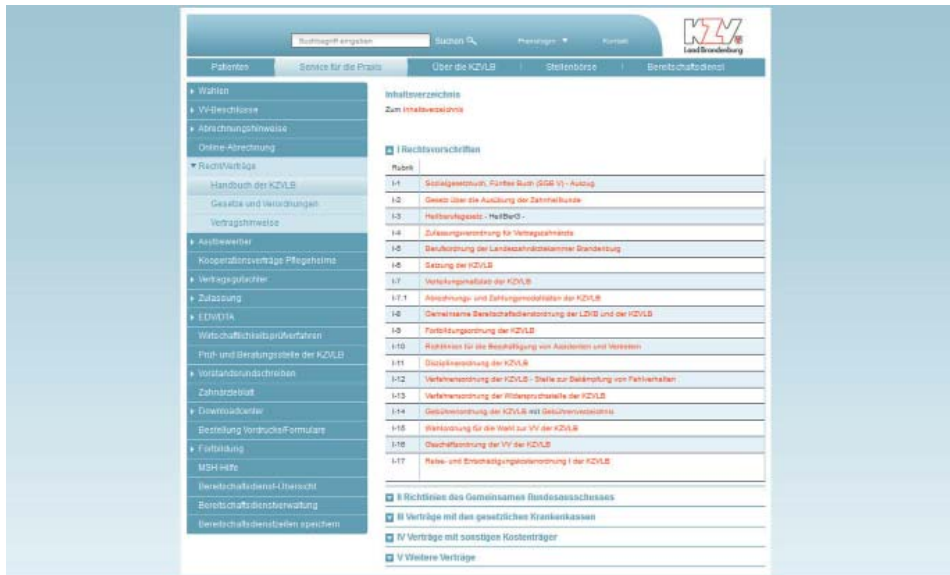 Suchbegriff eingeben
Suchen
Kontakt
KZV
Land Brandenburg
Patienten
Service für die Praxis
Über die KZVLB
Stellenbörse
Bereitschaftsdienst
Wahlen
VV-Beschlüsse
Abrechnungshinweise
Online-Abrechnung
Recht/Verträge
Handbuch der KZVLB
Gesetze und Verordnungen
Vertragshinweise
Asylbewerber
Kooperationsverträge Pflegeheime
Vertragsgutachter
Zulassung
EDV/DTA
Wirtschaftlichkeitsprüfverfahren
Prüf- und Beratungsstelle der KZVLB
Vorstandsrundschreiben
Zahnärzteblatt
Downloadcenter
Bestellung Vordrucke/Formulare
Fortbildung
MSH-Hilfe
Bereitschaftsdienst-Übersicht
Bereitschaftsdienstverwaltung
Bereitschaftsdienstzeiten speichern
Inhaltsverzeichnis
Zum Inhaltsverzeichnis
I Rechtsvorschriften
Rubrik
I-1 Sozialgesetzbuch, Fünftes Buch (SGB V) - Auszug
I-2 Gesetz über die Ausübung der Zahnheilkunde
I-3 Heilberufsgesetz - HeilBerG -
I-4 Zulassungsverordnung für Vertragszahnärzte
I-5 Berufsordnung der Landeszahnärztekammer Brandenburg
I-6 Satzung der KZVLB
I-7 Verteilungsmaßstab der KZVLB
I-7.1 Abrechnungs- und Zahlungsmodalitäten der KZVLB
I-8 Gemeinsame Bereitschaftsdienstordnung der LZKB und der KZVLB
I-9 Fortbildungsordnung der KZVLB
I-10 Richtlinien für die Beschäftigung von Assistenten und Vertretern
I-11 Disziplinarordnung der KZVLB
I-12 Verfahrensordnung der KZVLB - Stelle zur Bekämpfung von Fehlverhalten
I-13 Verfahrensordnung der Widerspruchsstelle der KZVLB
I-14 Gebührenordnung der KZVLB mit Gebührenverzeichnis
I-15 Wahlordnung für die Wahl zur VV der KZVLB
I-16 Geschäftsordnung der VV der KZVLB
I-17 Reise- und Entschädigungskostenordnung I der KZVLB
II Richtlinien des Gemeinsamen Bundesausschusses
III Verträge mit den gesetzlichen Krankenkassen
IV Verträge mit sonstigen Kostenträger
V Weitere Verträge